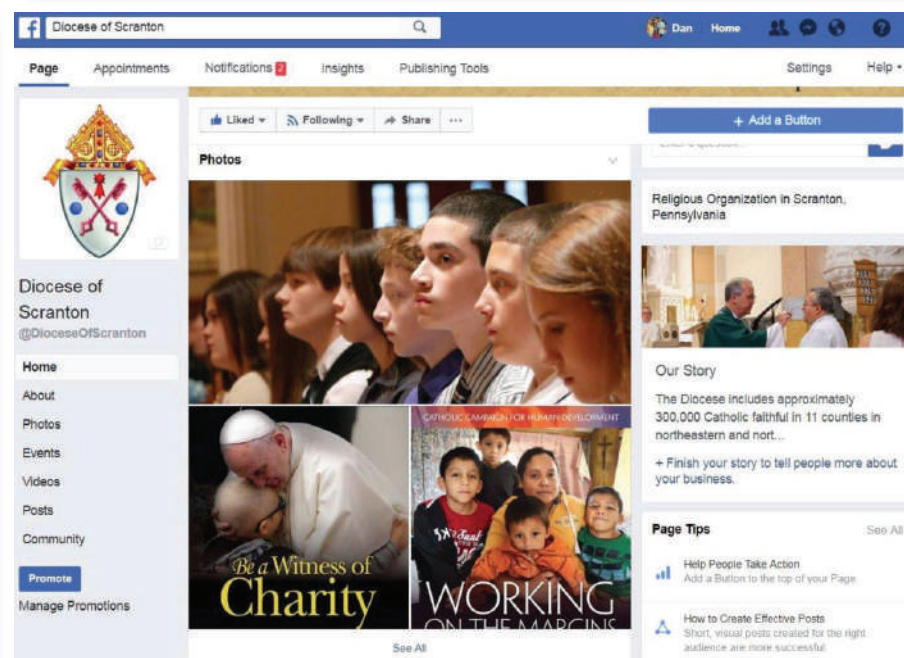 Diocese of Scranton
Dan Home
Page Appointments Notifications 2 Insights Publishing Tools Settings Help
Liked Following Share ...
+ Add a Button
Photos
Religious Organization in Scranton,
Pennsylvania
Diocese of
Scranton
@DioceseOfScranton
Home
About
Photos
Events
Videos
Posts
Community
Promote
Manage Promotions
Be a Witness of
Charity
CATHOLIC CAMPAIGN FOR HUMAN DEVELOPMENT
WORKING
ON THE MARGINS
See All
Our Story
The Diocese includes approximately
300,000 Catholic faithful in 11 counties in
northeastern and nort...
+ Finish your story to tell people more about
your business.
Page Tips See All
Help People Take Action
Add a Button to the top of your Page
How to Create Effective Posts
Short, visual posts created for the right
audience are more successful